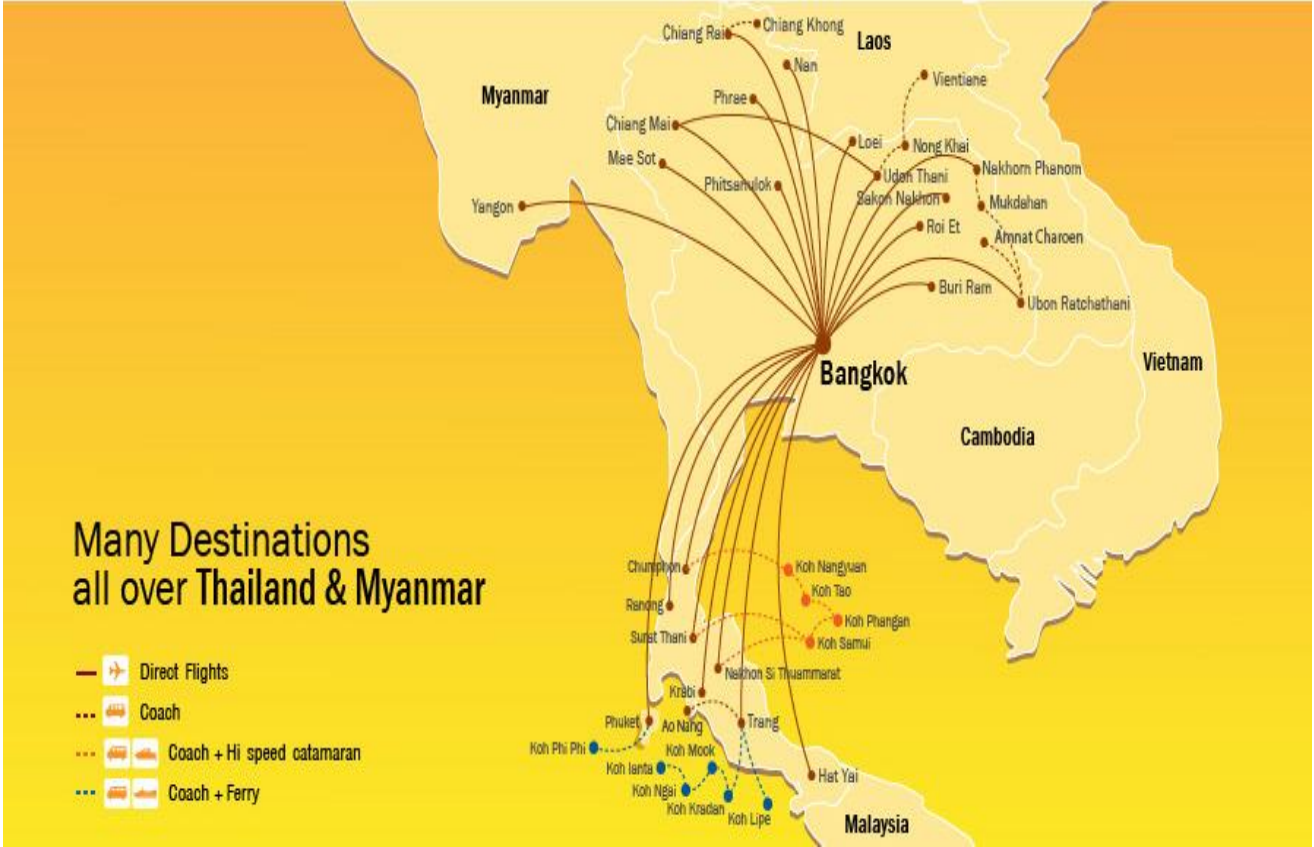 Chiang Khong
Chiang Rai
Laos
Nan
Vientiane
Myanmar
Phrae
Chiang Mai
Loei
Nong Khai
Mae Sot
Nakhorn Phanom
Udon Thani
Phitsanulok
Sakon Nakhon
Mukdahan
Yangon
Roi Et
Amnat Charoen
Buri Ram
Ubon Ratchathani
Bangkok
Vietnam
Cambodia
Many Destinations
all over Thailand & Myanmar
Chumphon
Koh Nangyuan
Koh Tao
Ranong
Koh Phangan
Surat Thani
Koh Samui
Nakhon Si Thuammarat
Krabi
Phuket
Ao Nang
Trang
Koh Phi Phi
Koh Mook
Koh lanta
Koh Ngai
Koh Kradan
Koh Lipe
Hat Yai
Malaysia
Direct Flights
Coach
Coach + Hi speed catamaran
Coach + Ferry